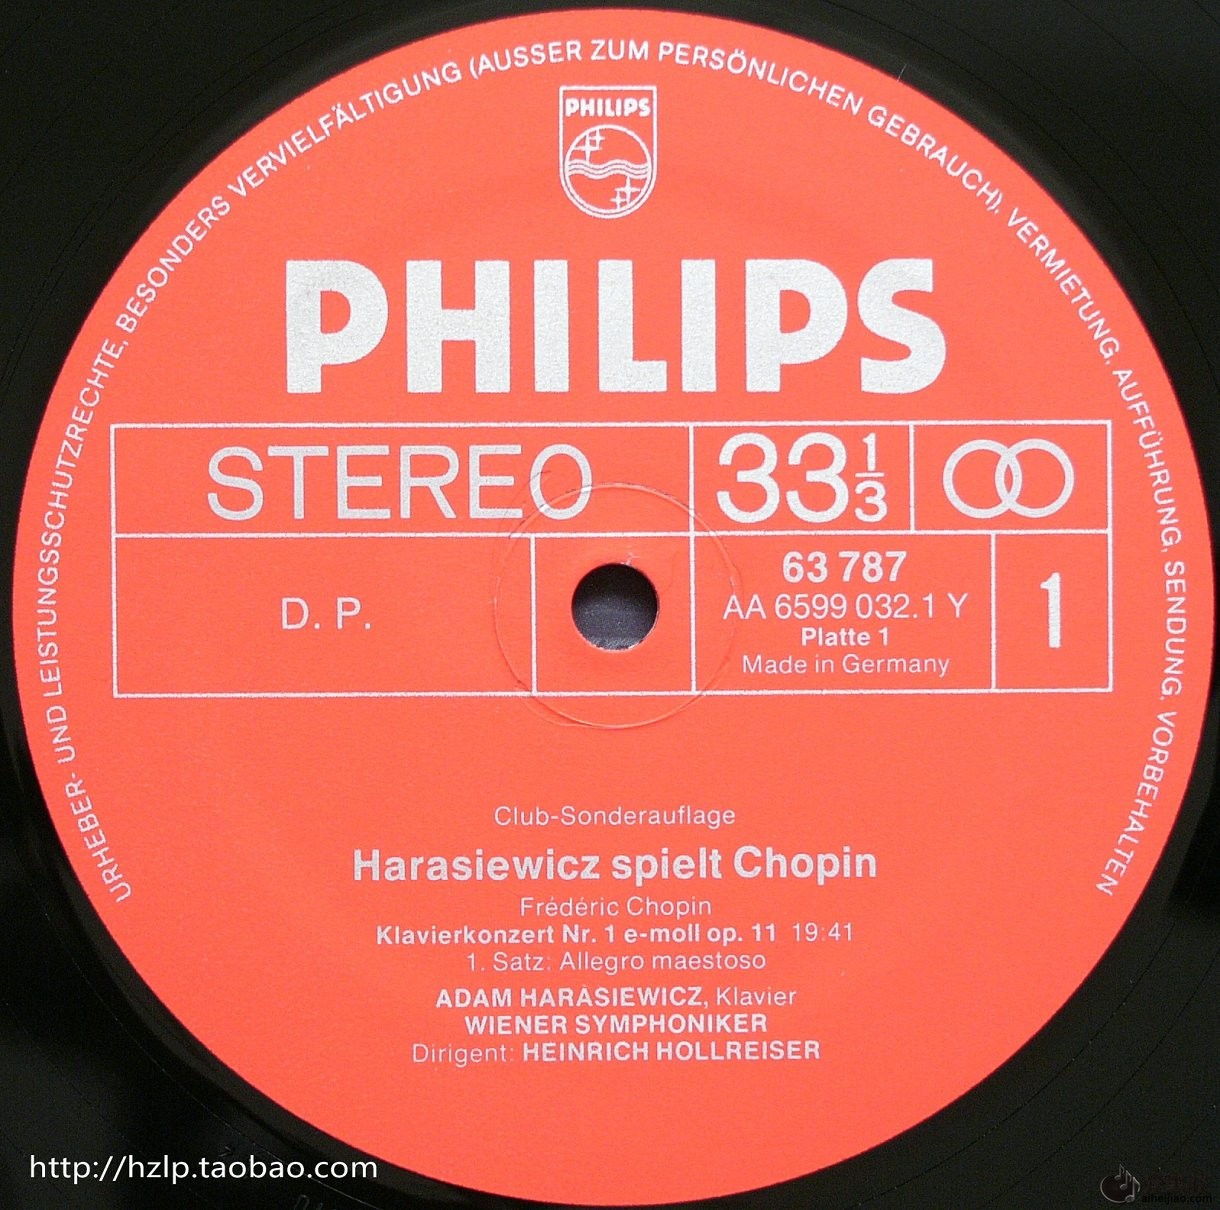 URHEBER- UND LEISTUNGSSCHUTZRECHTE, BESONDERS VERVIELFÄLTIGUNG (AUSSER ZUM PERSÖNLICHEN GEBRAUCH), VERMIETUNG, AUFFÜHRUNG, SENDUNG, VORBEHALTEN
PHILIPS
PHILIPS
STEREO
33 1/3
63 787
D. P.
AA 6599 032.1 Y
1
Platte 1
Made in Germany
Club-Sonderauflage
Harasiewicz spielt Chopin
Frédéric Chopin
Klavierkonzert Nr. 1 e-moll op. 11 19:41
1. Satz: Allegro maestoso
ADAM HARASIEWICZ, Klavier
WIENER SYMPHONIKER
Dirigent: HEINRICH HOLLREISER
http://hzlp.taobao.com